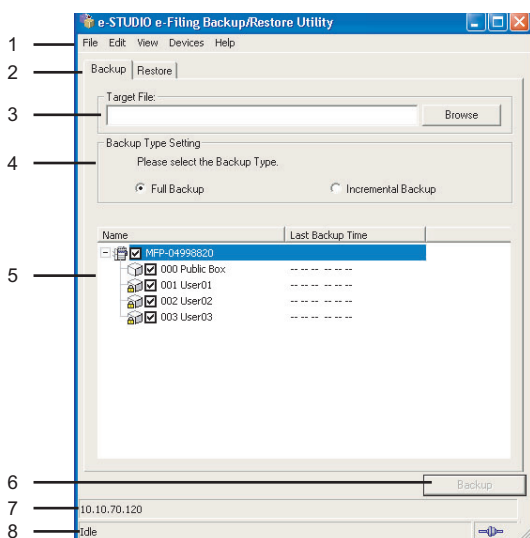 e-STUDIO e-Filing Backup/Restore Utility
1 File Edit View Devices Help
2 Backup Restore
Target File:
3 Browse
Backup Type Setting
4 Please select the Backup Type.
Full Backup Incremental Backup
Name Last Backup Time
MFP-04998820
5 000 Public Box -- -- -- -- -- --
001 User01
002 User02 -- -- -- -- -- --
003 User03 -- -- -- -- -- --
6 Backup
7 10.10.70.120
8 Idle